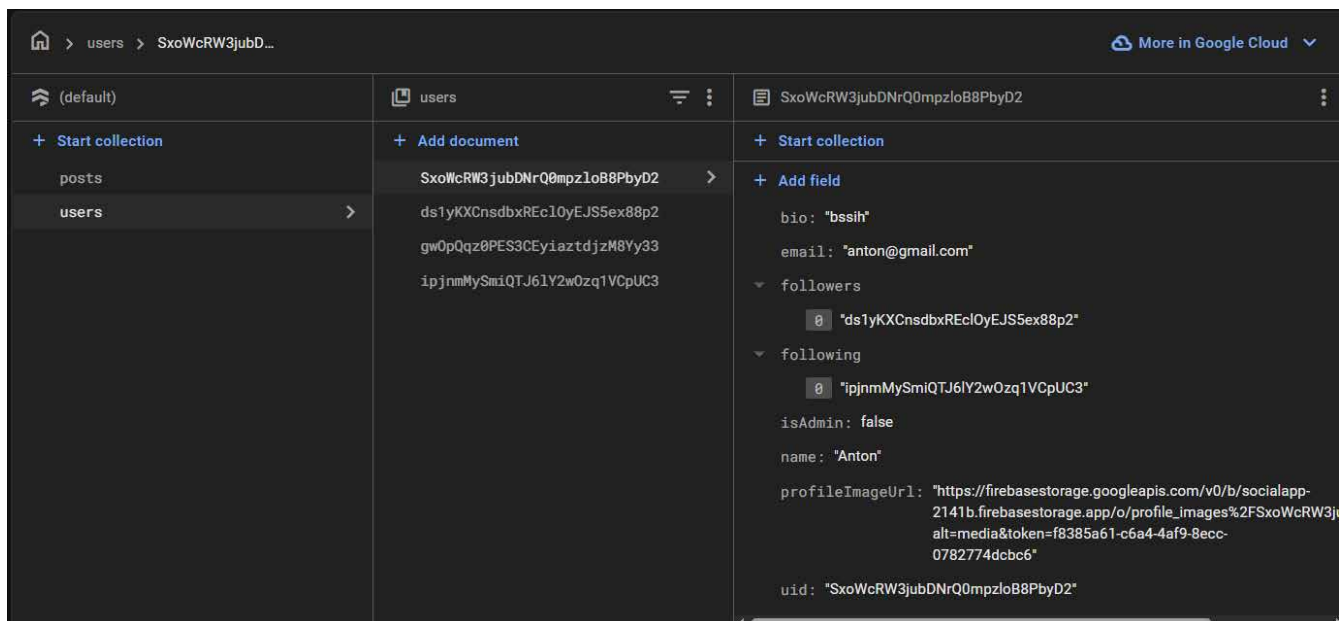 users > SxoWcRW3jubD…
More in Google Cloud
(default)
users
SxoWcRW3jubDNrQ0mpzloB8PbyD2
+ Start collection
+ Add document
+ Start collection
posts
users
SxoWcRW3jubDNrQ0mpzloB8PbyD2
ds1yKXCnsdbxREclOyEJS5ex88p2
gwOpQqz0PES3CEyiaztdjzM8Yy33
ipjnmMySmiQTJ6lY2wOzq1VCpUC3
+ Add field
bio: "bssih"
email: "anton@gmail.com"
followers
0 "ds1yKXCnsdbxREclOyEJS5ex88p2"
following
0 "ipjnmMySmiQTJ6lY2wOzq1VCpUC3"
isAdmin: false
name: "Anton"
profileImageUrl: "https://firebasestorage.googleapis.com/v0/b/socialapp-
2141b.firebasestorage.app/o/profile_images%2FSxoWcRW3ju
alt=media&token=f8385a61-c6a4-4af9-8ecc-
0782774dcbc6"
uid: "SxoWcRW3jubDNrQ0mpzloB8PbyD2"